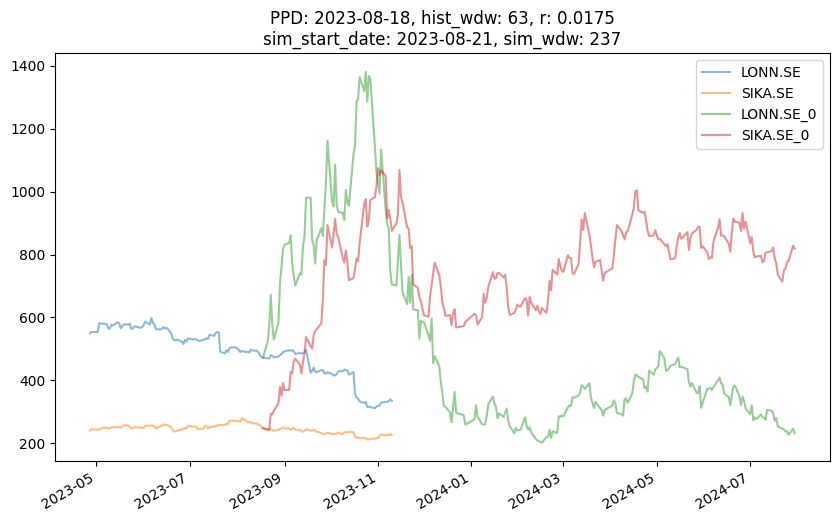 PPD: 2023-08-18, hist_wdw: 63, r: 0.0175
sim_start_date: 2023-08-21, sim_wdw: 237
LONN.SE
SIKA.SE
LONN.SE_0
SIKA.SE_0
1400
1200
1000
800
600
400
200
2023-05
2023-07
2023-09
2023-11
2024-01
2024-03
2024-05
2024-07